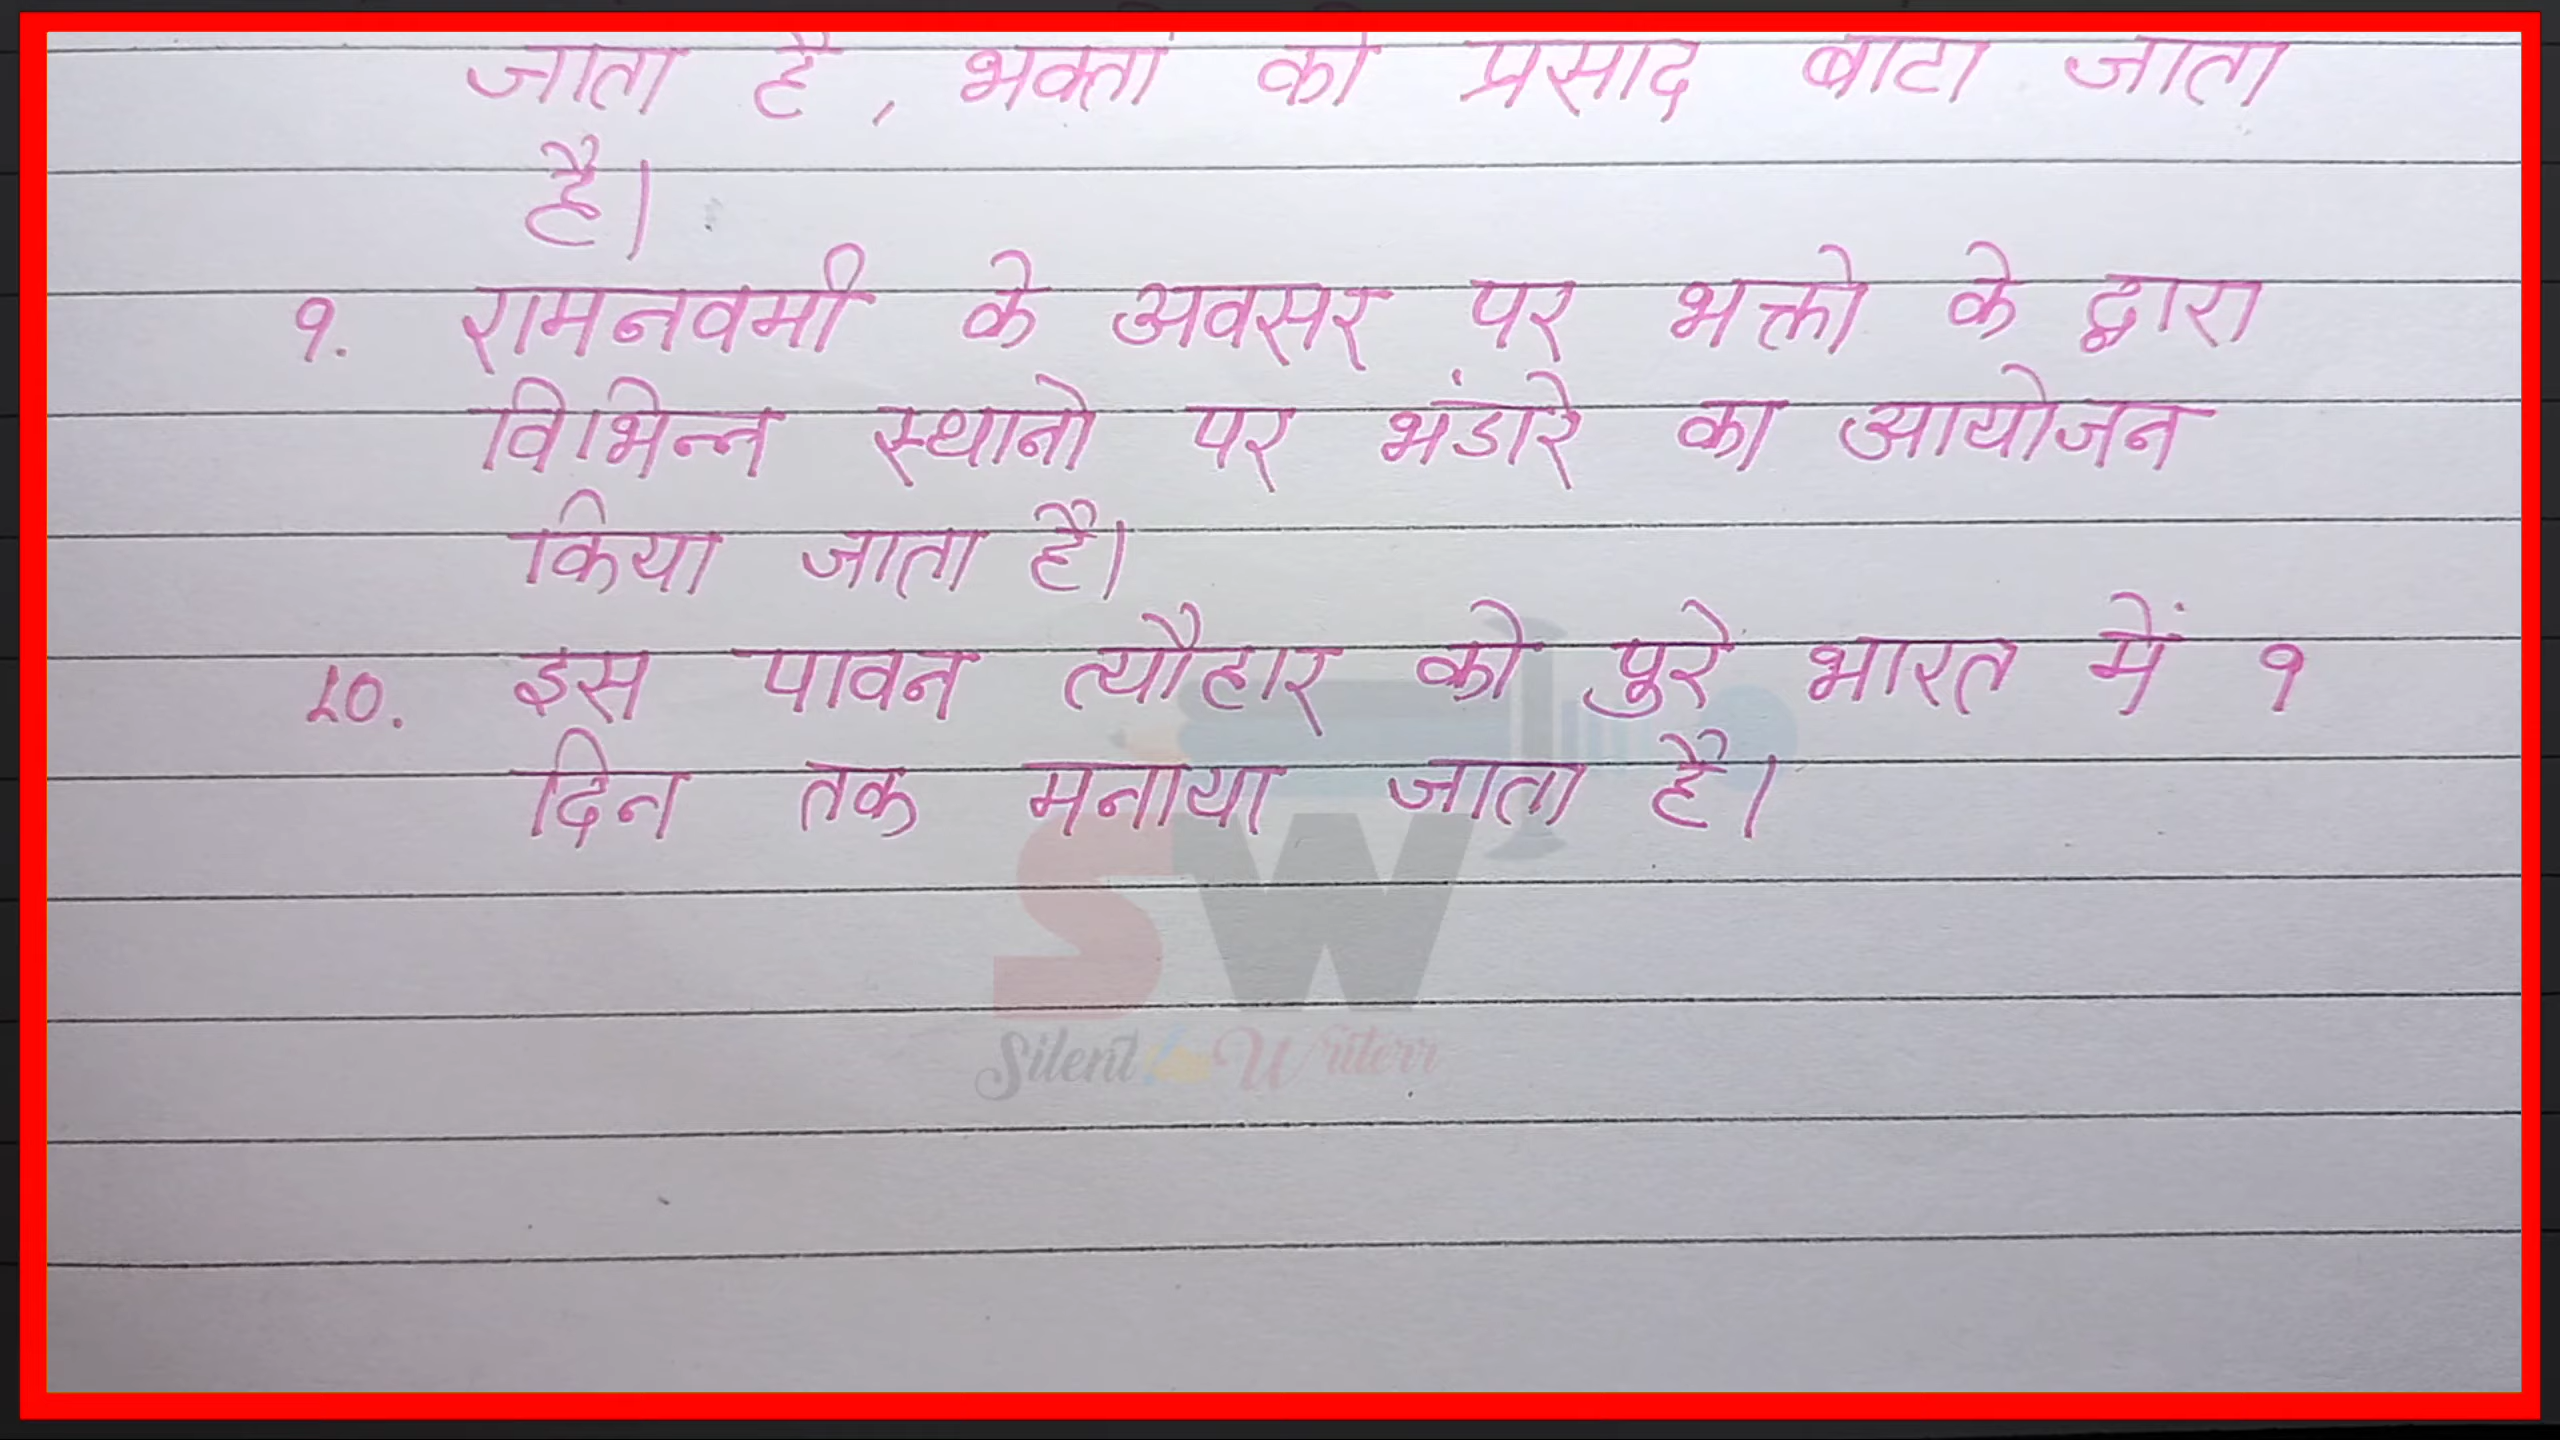 जाता है, भक्तों को प्रसाद बाटा जाता
है।
9. रामनवमी के अवसर पर भक्तो के द्वारा
विभिन्न स्थानो पर भंडारे का आयोजन
किया जाता है।
10. इस पावन त्यौहार को पुरे भारत में 9
दिन तक मनाया जाता है।
SW
Silent Writerr